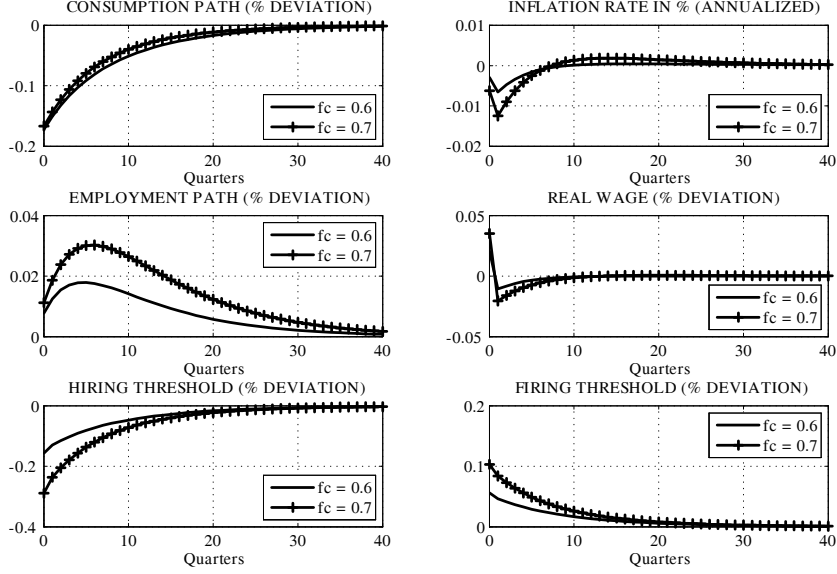 CONSUMPTION PATH (% DEVIATION)
0
-0.1
-0.2
fc = 0.6
fc = 0.7
0 10 20 30 40
Quarters
INFLATION RATE IN % (ANNUALIZED)
0.01
0
-0.01
-0.02
fc = 0.6
fc = 0.7
0 10 20 30 40
Quarters
EMPLOYMENT PATH (% DEVIATION)
0.04
0.02
0
fc = 0.6
fc = 0.7
0 10 20 30 40
Quarters
REAL WAGE (% DEVIATION)
0.05
0
-0.05
fc = 0.6
fc = 0.7
0 10 20 30 40
Quarters
HIRING THRESHOLD (% DEVIATION)
0
-0.2
-0.4
fc = 0.6
fc = 0.7
0 10 20 30 40
Quarters
FIRING THRESHOLD (% DEVIATION)
0.2
0.1
0
fc = 0.6
fc = 0.7
0 10 20 30 40
Quarters